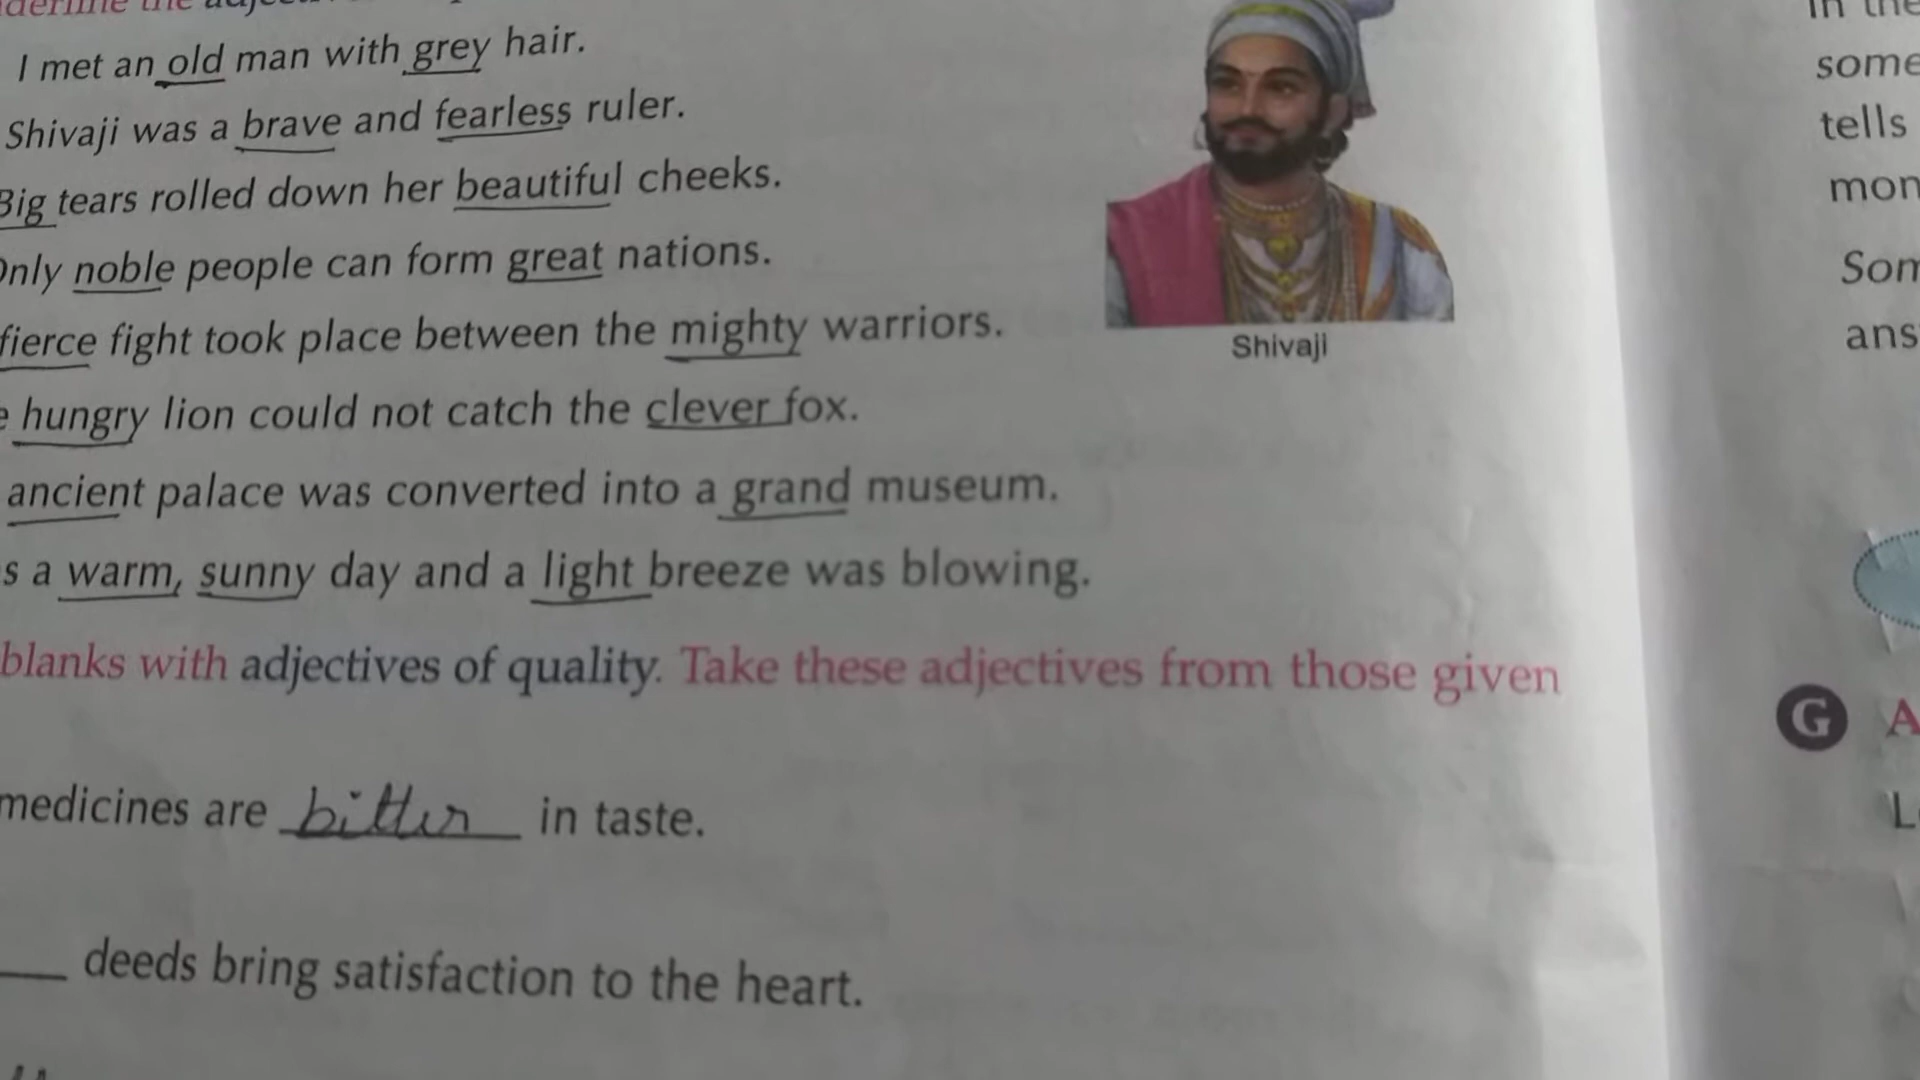 I met an old man with grey hair.
Shivaji was a brave and fearless ruler.
Big tears rolled down her beautiful cheeks.
Only noble people can form great nations.
fierce fight took place between the mighty warriors.
hungry lion could not catch the clever fox.
ancient palace was converted into a grand museum.
s a warm, sunny day and a light breeze was blowing.
Shivaji
blanks with adjectives of quality. Take these adjectives from those given
medicines are bitter in taste.
deeds bring satisfaction to the heart.
In the
some
tells
mon
Som
ans
G A